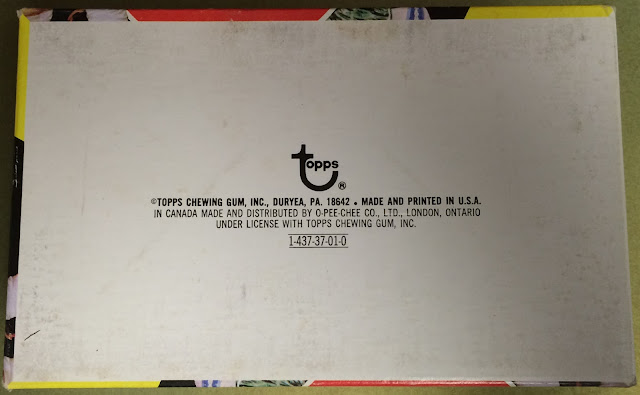 topps®
©TOPPS CHEWING GUM, INC., DURYEA, PA. 18642 • MADE AND PRINTED IN U.S.A.
IN CANADA MADE AND DISTRIBUTED BY O-PEE-CHEE CO., LTD., LONDON, ONTARIO
UNDER LICENSE WITH TOPPS CHEWING GUM, INC.
1-437-37-01-0